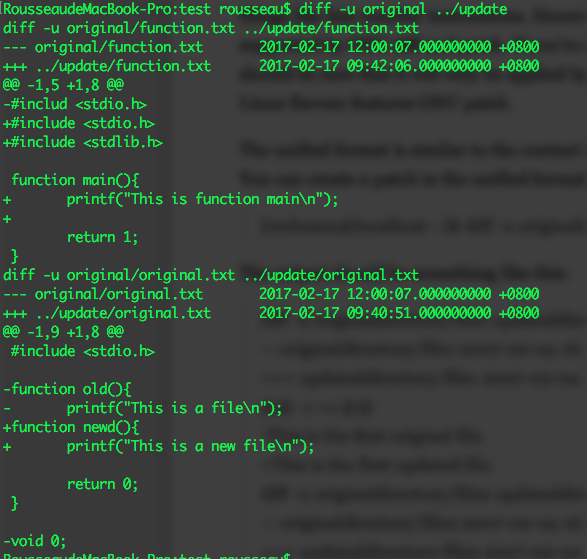 RousseaudeMacBook-Pro:test rousseau$ diff -u original ../update
diff -u original/function.txt ../update/function.txt
--- original/function.txt 2017-02-17 12:00:07.000000000 +0800
+++ ../update/function.txt 2017-02-17 09:42:06.000000000 +0800
@@ -1,5 +1,8 @@
-#includ <stdio.h>
+#include <stdio.h>
+#include <stdlib.h>
function main(){
+ printf("This is function main\n");
+
return 1;
}
diff -u original/original.txt ../update/original.txt
--- original/original.txt 2017-02-17 12:00:07.000000000 +0800
+++ ../update/original.txt 2017-02-17 09:40:51.000000000 +0800
@@ -1,9 +1,8 @@
#include <stdio.h>
-function old(){
- printf("This is a file\n");
+function newd(){
+ printf("This is a new file\n");
return 0;
}
-void 0;
RousseaudeMacBook-Pro:test rousseau$